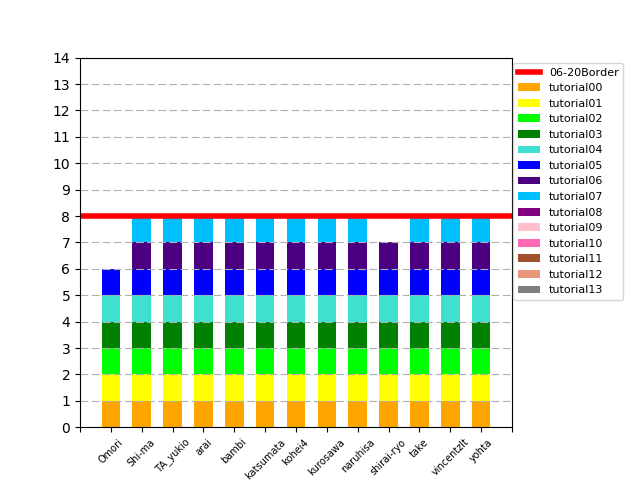 14
13
12
11
10
9
8
7
6
5
4
3
2
1
0
Omori
Shi-ma
TA_yukio
arai
bambi
katsumata
kohei4
kurosawa
naruhisa
shirai-ryo
take
vincentzlt
yohta
06-20Border
tutorial00
tutorial01
tutorial02
tutorial03
tutorial04
tutorial05
tutorial06
tutorial07
tutorial08
tutorial09
tutorial10
tutorial11
tutorial12
tutorial13